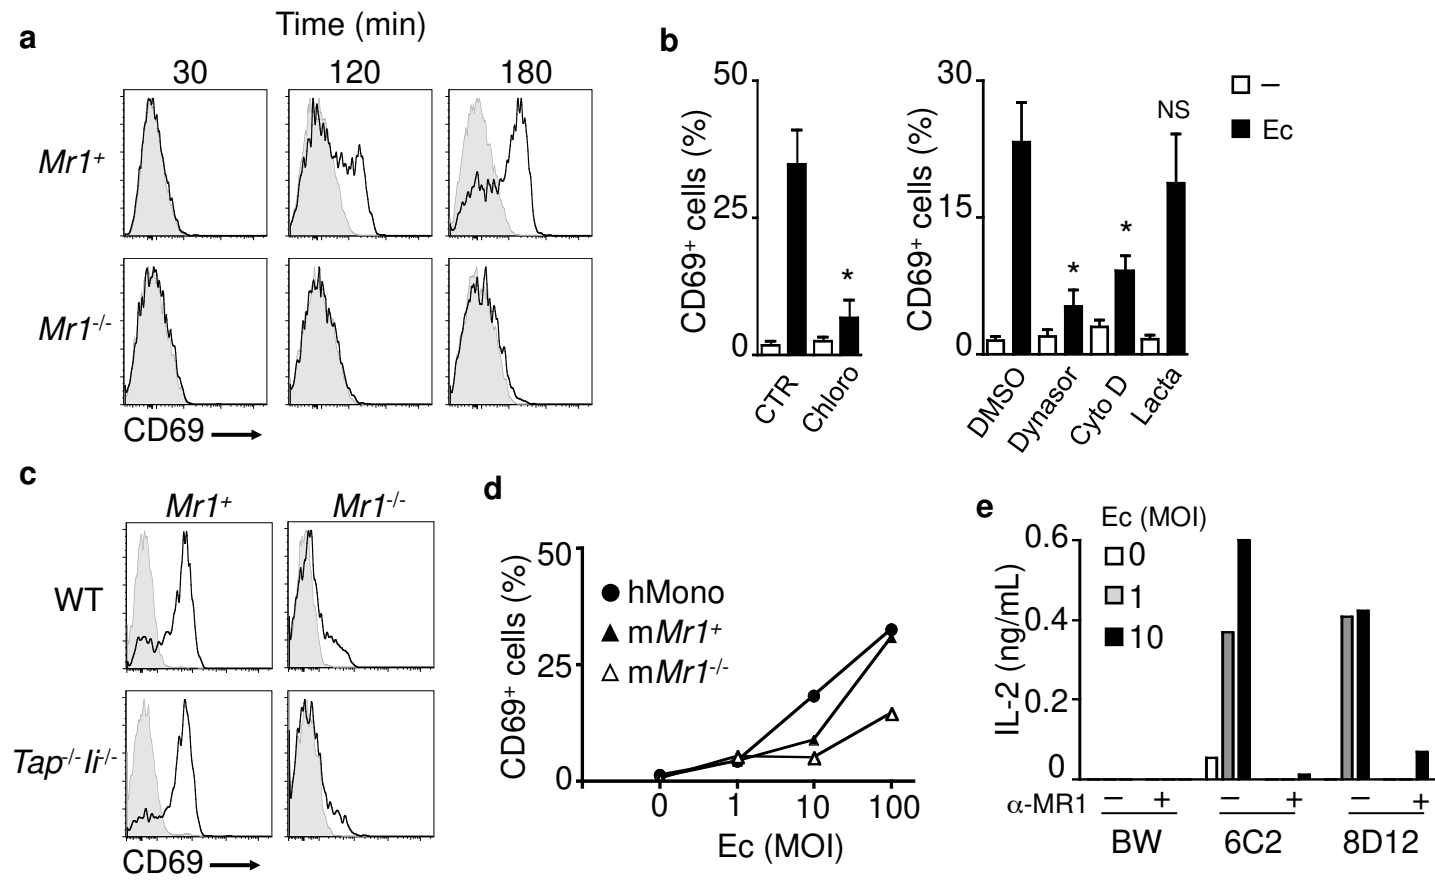 a
Time (min)
30 120 180
Mr1+
Mr1-/-
CD69
b
50
25
0
CD69+ cells (%)
*
CTR
Chloro
30
15
0
CD69+ cells (%)
*
*
NS
DMSO
Dynasor
Cyto D
Lacta
–
Ec
c
Mr1+ Mr1-/-
WT
Tap-/-Ii-/-
CD69
d
50
25
0
CD69+ cells (%)
hMono
mMr1+
mMr1-/-
0 1 10 100
Ec (MOI)
e
Ec (MOI)
0
1
10
0.6
0.4
0.2
0
IL-2 (ng/mL)
α-MR1 – + – + – +
BW 6C2 8D12